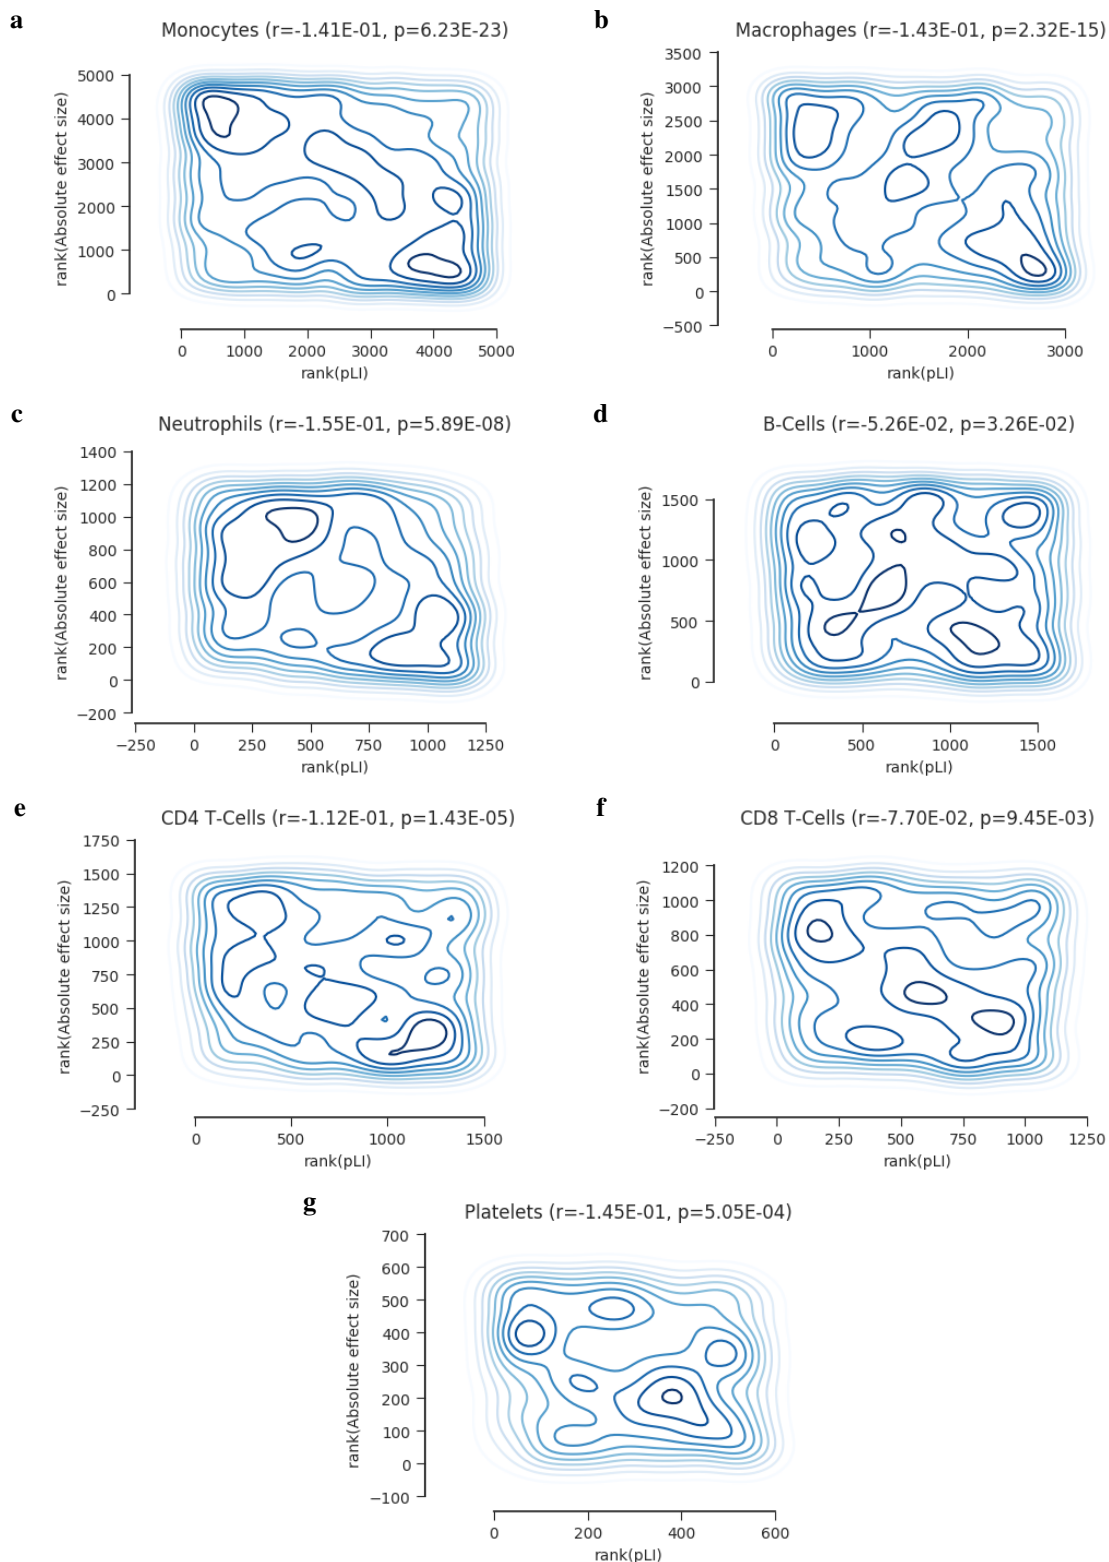 a
Monocytes (r=-1.41E-01, p=6.23E-23)
rank(Absolute effect size)
5000
4000
3000
2000
1000
0
0 1000 2000 3000 4000 5000
rank(pLI)
b
Macrophages (r=-1.43E-01, p=2.32E-15)
rank(Absolute effect size)
3500
3000
2500
2000
1500
1000
500
0
−500
0 1000 2000 3000
rank(pLI)
c
Neutrophils (r=-1.55E-01, p=5.89E-08)
rank(Absolute effect size)
1400
1200
1000
800
600
400
200
0
−200
−250 0 250 500 750 1000 1250
rank(pLI)
d
B-Cells (r=-5.26E-02, p=3.26E-02)
rank(Absolute effect size)
1500
1000
500
0
0 500 1000 1500
rank(pLI)
e
CD4 T-Cells (r=-1.12E-01, p=1.43E-05)
rank(Absolute effect size)
1750
1500
1250
1000
750
500
250
0
−250
0 500 1000 1500
rank(pLI)
f
CD8 T-Cells (r=-7.70E-02, p=9.45E-03)
rank(Absolute effect size)
1200
1000
800
600
400
200
0
−200
−250 0 250 500 750 1000 1250
rank(pLI)
g
Platelets (r=-1.45E-01, p=5.05E-04)
rank(Absolute effect size)
700
600
500
400
300
200
100
0
−100
0 200 400 600
rank(pLI)